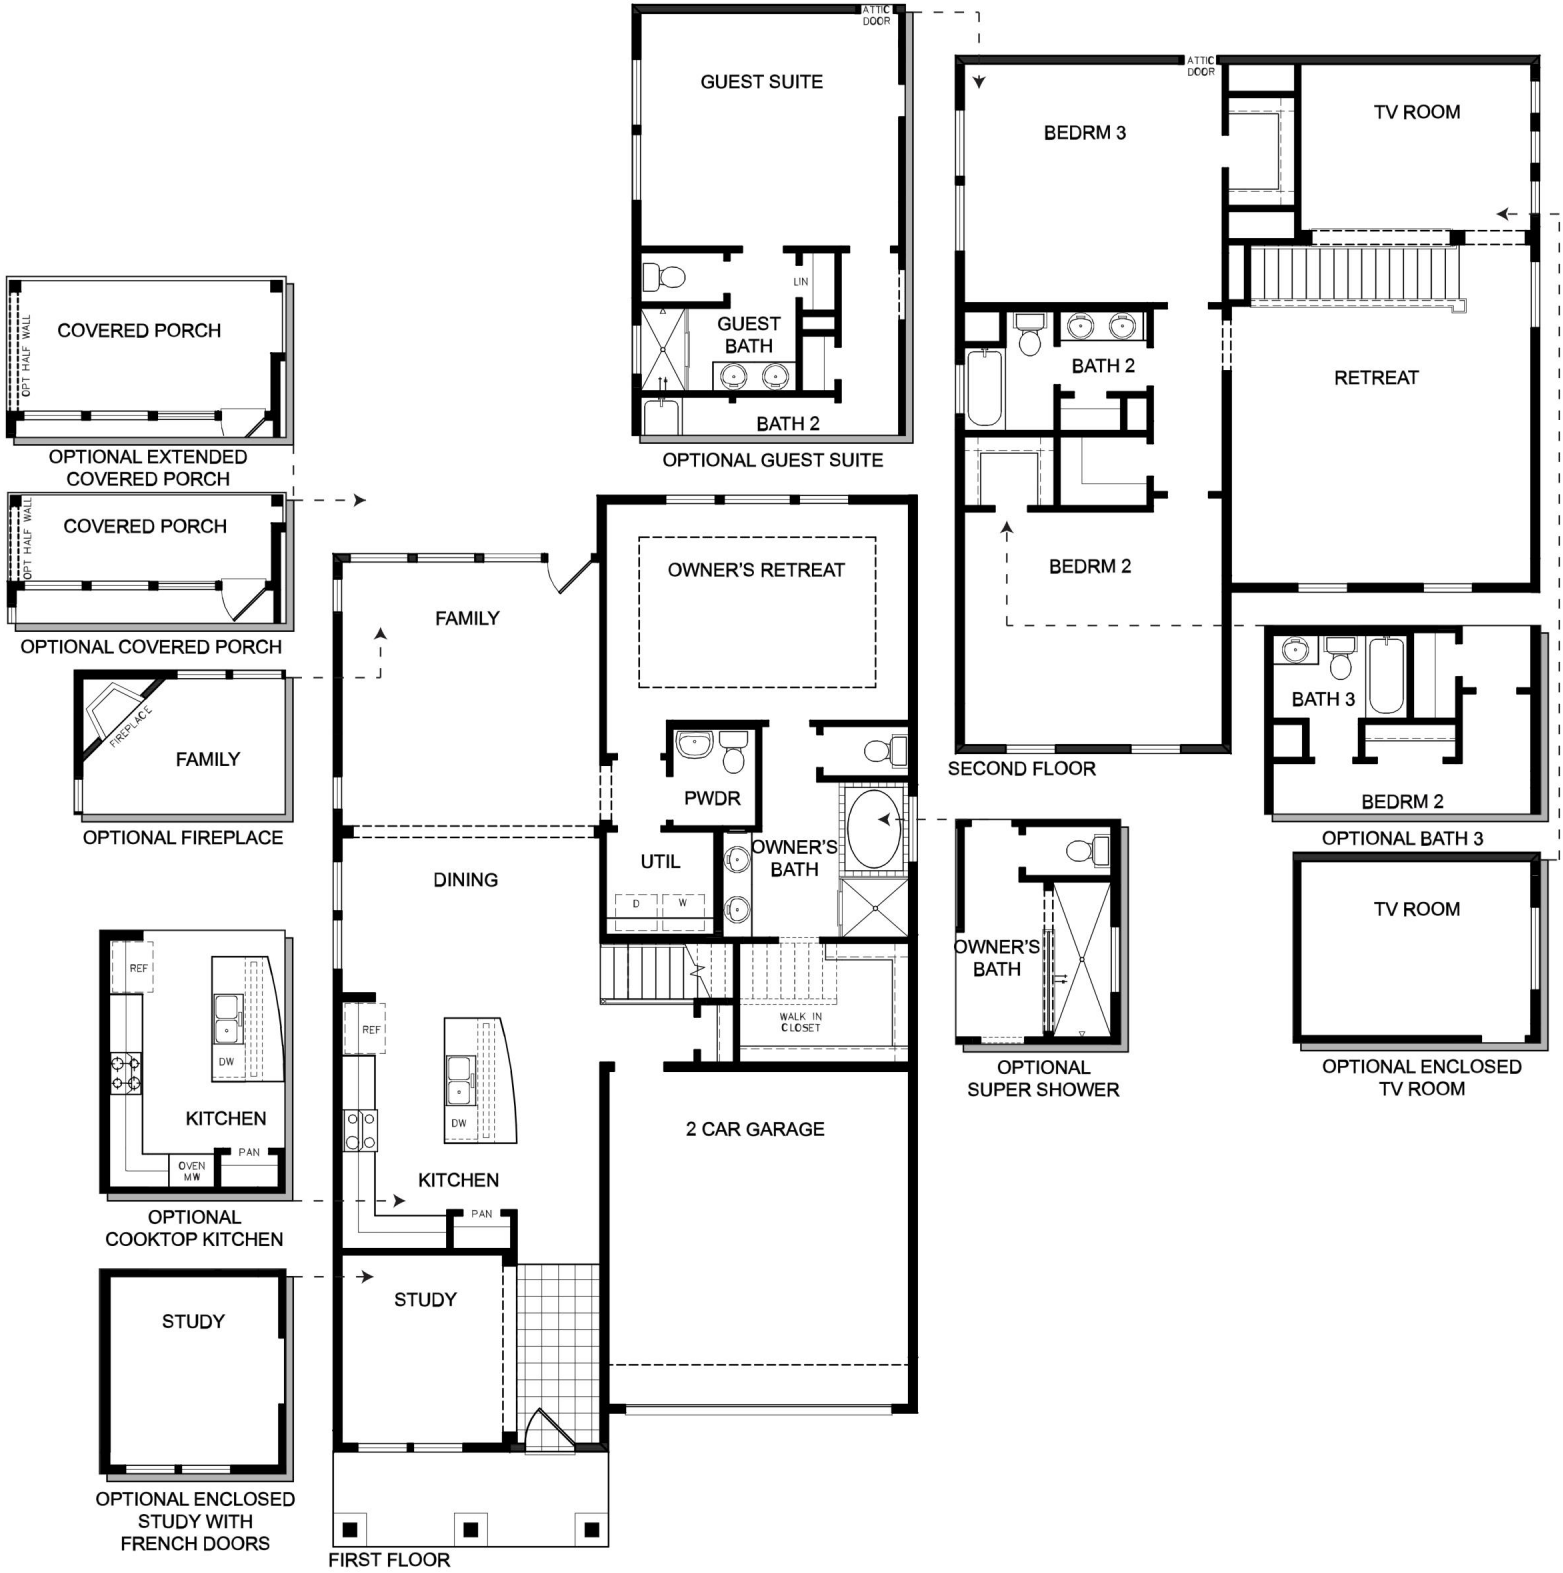 ATTIC
DOOR
GUEST SUITE
LIN
GUEST
BATH
BATH 2
OPTIONAL GUEST SUITE
ATTIC
DOOR
BEDRM 3
TV ROOM
BATH 2
RETREAT
BEDRM 2
SECOND FLOOR
OPT HALF WALL
COVERED PORCH
OPTIONAL EXTENDED
COVERED PORCH
OPT HALF WALL
COVERED PORCH
OPTIONAL COVERED PORCH
FIREPLACE
FAMILY
OPTIONAL FIREPLACE
REF
DW
KITCHEN
PAN
OVEN
MW
OPTIONAL
COOKTOP KITCHEN
STUDY
OPTIONAL ENCLOSED
STUDY WITH
FRENCH DOORS
OWNER'S RETREAT
FAMILY
PWDR
OWNER'S
BATH
UTIL
D
W
DINING
REF
WALK IN
CLOSET
DW
2 CAR GARAGE
KITCHEN
PAN
STUDY
FIRST FLOOR
OWNER'S
BATH
OPTIONAL
SUPER SHOWER
BATH 3
BEDRM 2
OPTIONAL BATH 3
TV ROOM
OPTIONAL ENCLOSED
TV ROOM